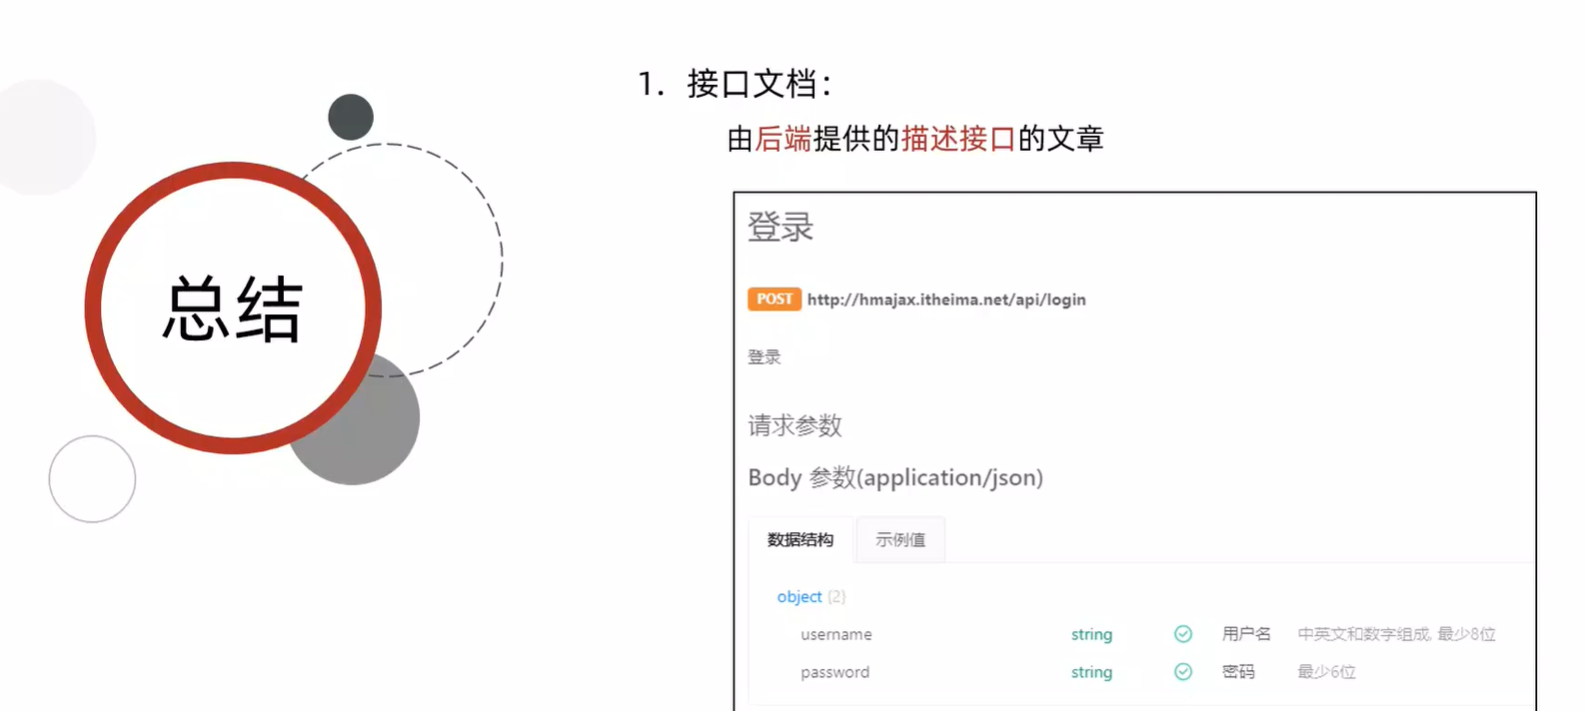 总结
1. 接口文档：
由后端提供的描述接口的文章
登录
POST http://hmajax.itheima.net/api/login
登录
请求参数
Body 参数(application/json)
数据结构 示例值
object {2}
username string 用户名 中英文和数字组成, 最少8位
password string 密码 最少6位